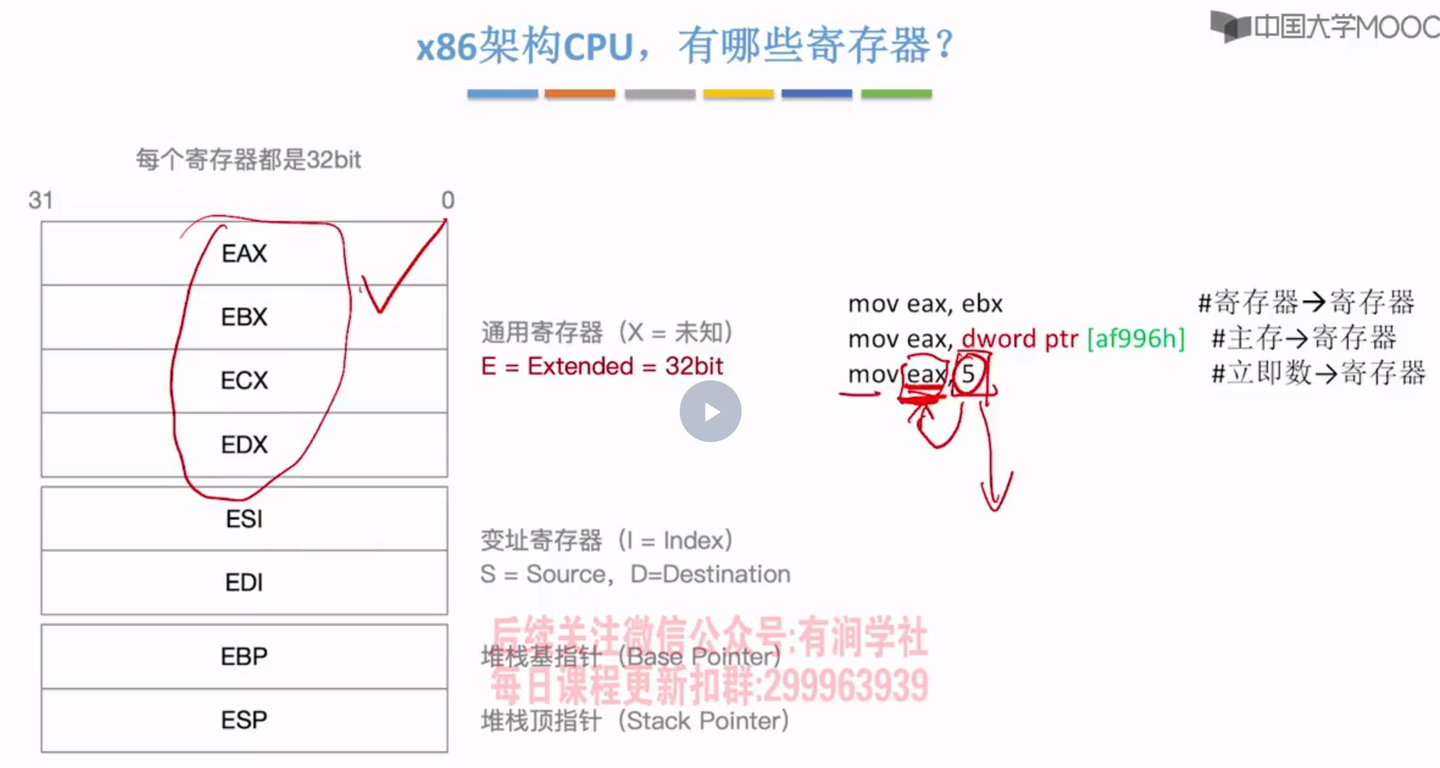 中国大学MOOC
x86架构CPU，有哪些寄存器？
每个寄存器都是32bit
31 0
EAX
EBX
ECX
EDX
通用寄存器（X = 未知）
E = Extended = 32bit
mov eax, ebx #寄存器→寄存器
mov eax, dword ptr [af996h] #主存→寄存器
mov eax, 5 #立即数→寄存器
ESI
EDI
变址寄存器（I = Index）
S = Source，D=Destination
后续关注微信公众号:有涧学社
EBP
堆栈基指针（Base Pointer）
每日课程更新扣群:299963939
ESP
堆栈顶指针（Stack Pointer）